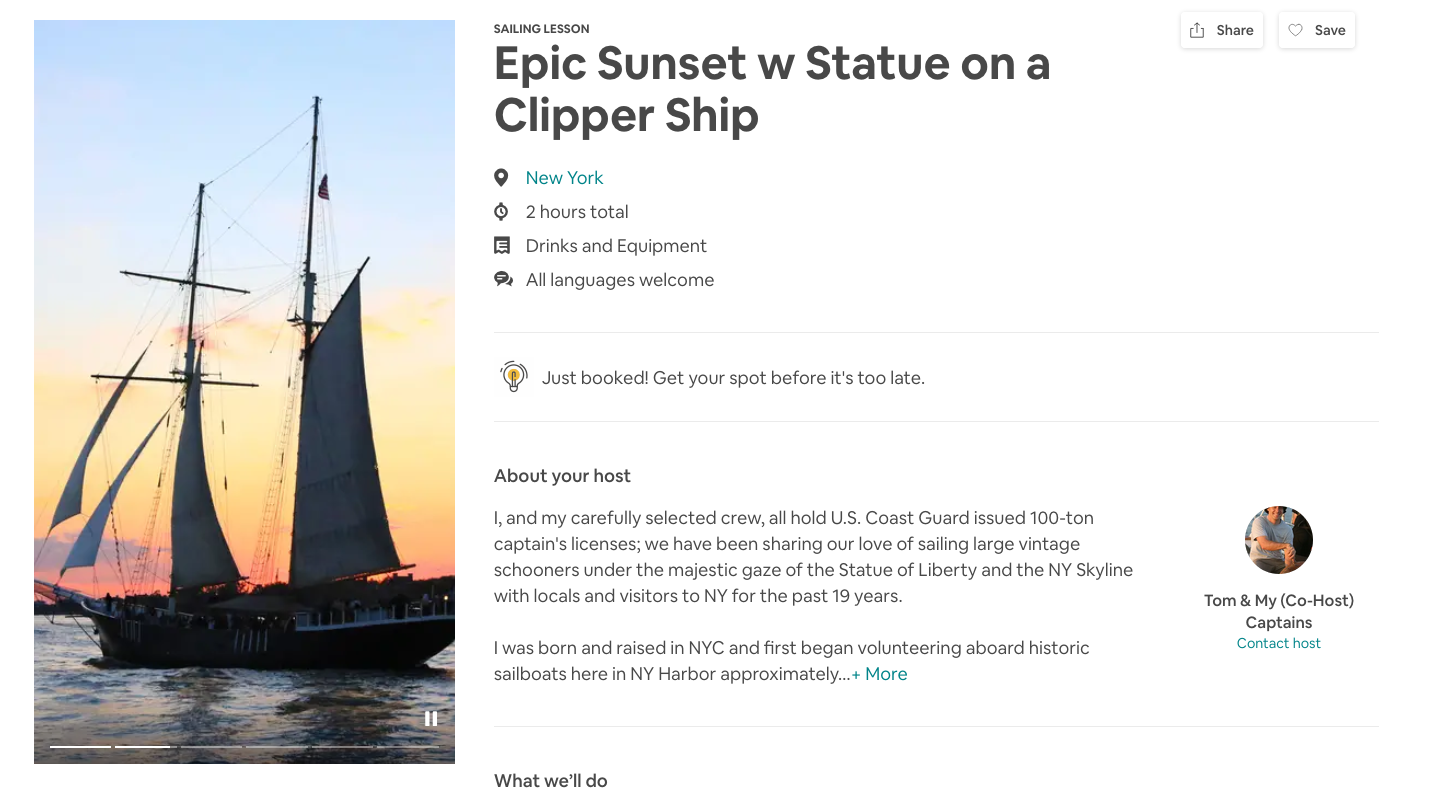 SAILING LESSON
Share
Save
Epic Sunset w Statue on a
Clipper Ship
New York
2 hours total
Drinks and Equipment
All languages welcome
Just booked! Get your spot before it's too late.
About your host
I, and my carefully selected crew, all hold U.S. Coast Guard issued 100-ton
captain's licenses; we have been sharing our love of sailing large vintage
schooners under the majestic gaze of the Statue of Liberty and the NY Skyline
with locals and visitors to NY for the past 19 years.
I was born and raised in NYC and first began volunteering aboard historic
sailboats here in NY Harbor approximately...+ More
Tom & My (Co-Host)
Captains
Contact host
What we’ll do